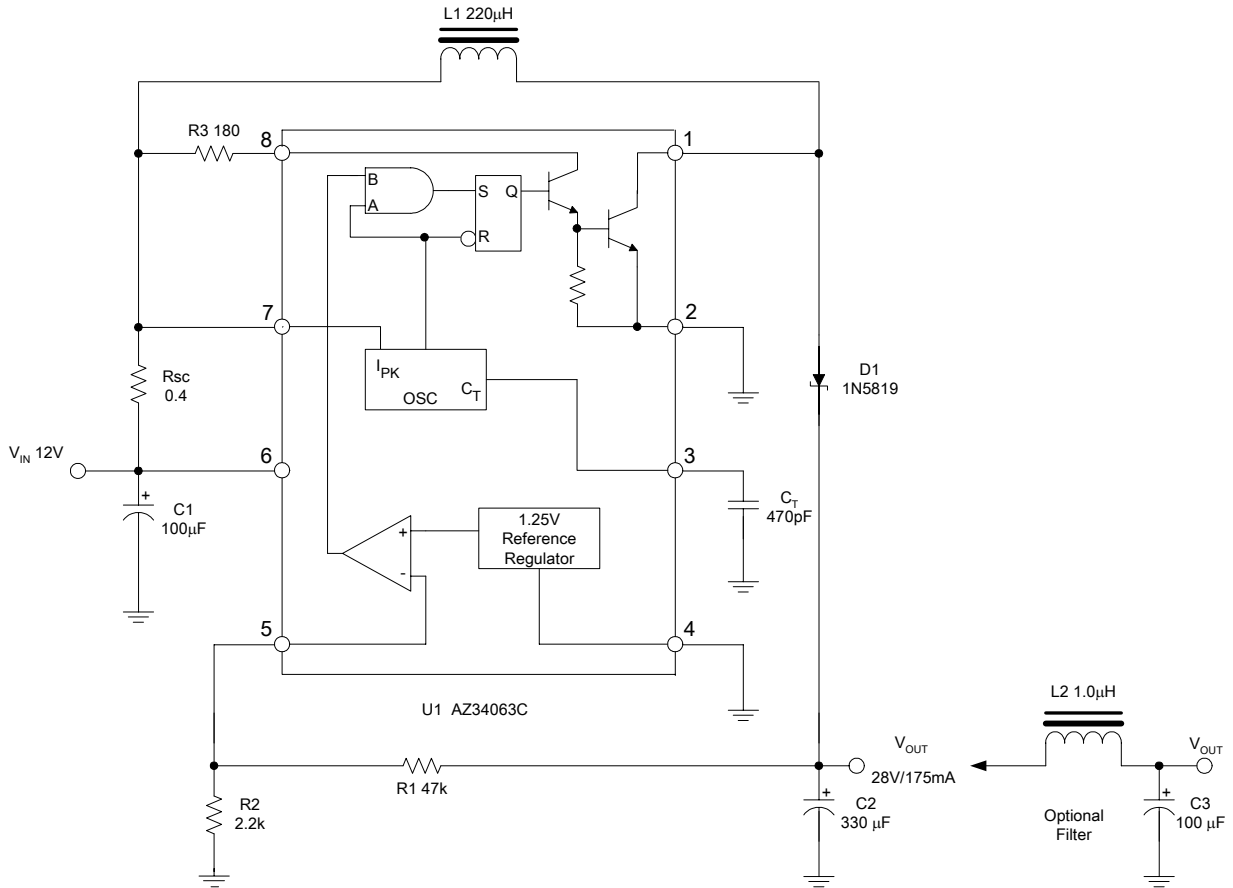 L1 220μH
R3 180
8
1
B
A
S
Q
R
7
2
I_PK
C_T
OSC
Rsc
0.4
D1
1N5819
V_IN 12V
6
3
C1
+
100μF
C_T
470pF
1.25V
Reference
Regulator
+
-
5
4
U1 AZ34063C
L2 1.0μH
V_OUT
28V/175mA
V_OUT
R1 47k
R2
2.2k
+
C2
330 μF
Optional
Filter
+
C3
100 μF